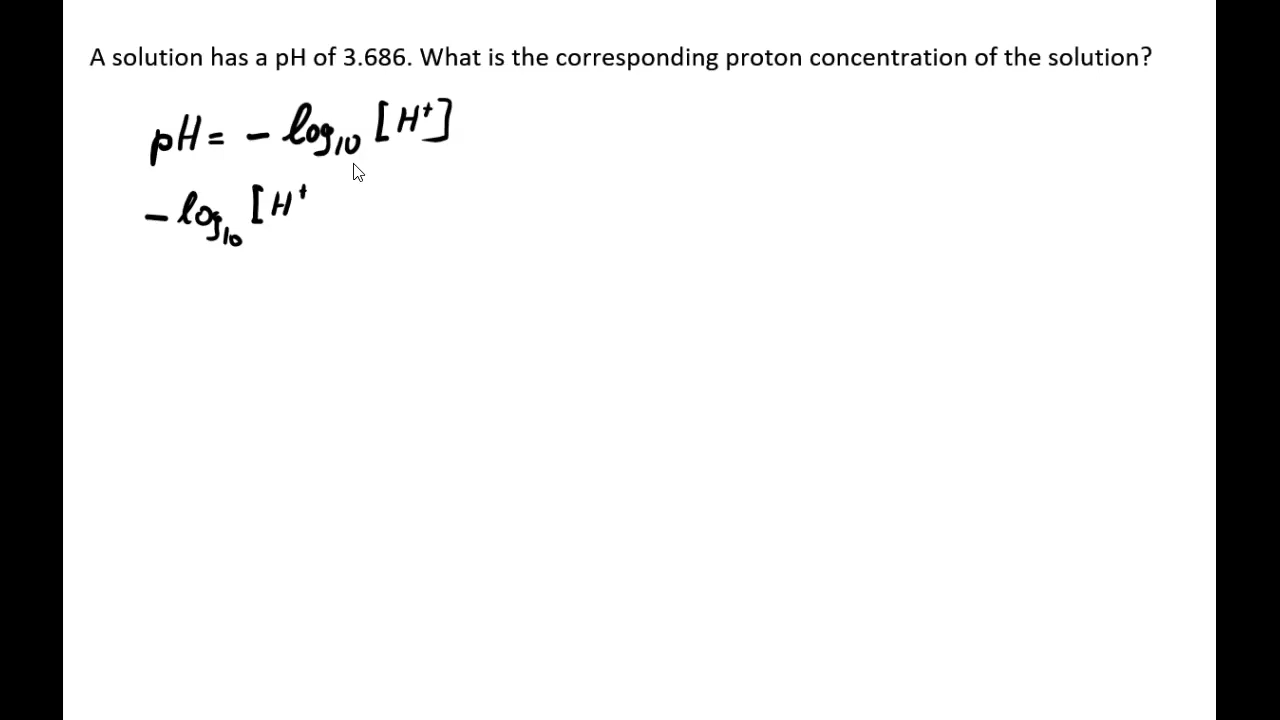 A solution has a pH of 3.686. What is the corresponding proton concentration of the solution?
pH = - log₁₀ [H⁺]
- log₁₀ [H⁺